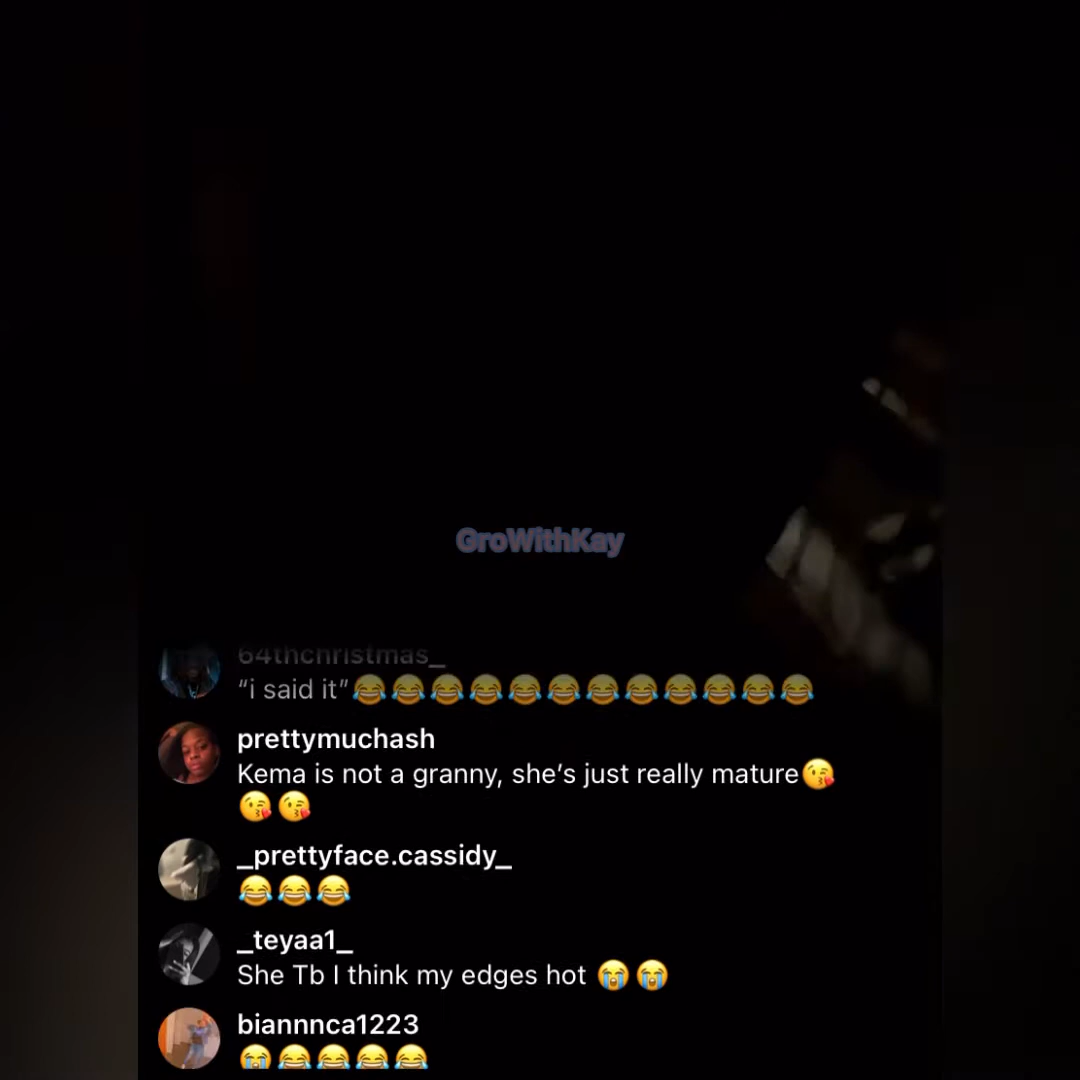 GroWithKay
64thchristmas_
“i said it”😂😂😂😂😂😂😂😂😂😂😂😂
prettymuchash
Kema is not a granny, she’s just really mature😘
😘😘
_prettyface.cassidy_
😂😂😂
_teyaa1_
She Tb I think my edges hot 😭😭
biannnca1223
😭😂😂😂😂